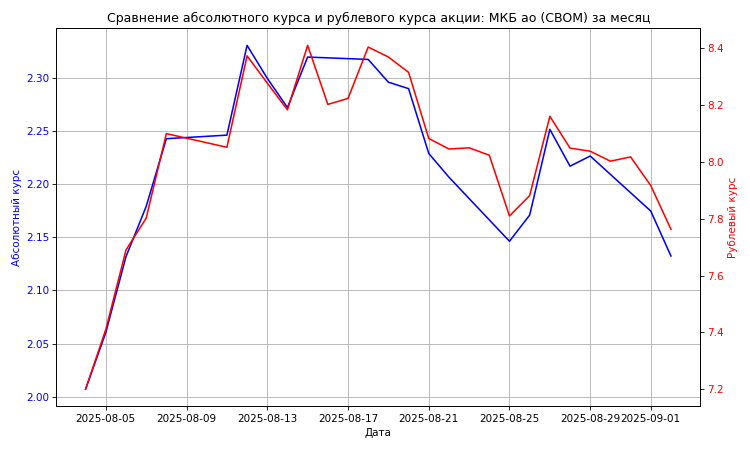 Сравнение абсолютного курса и рублевого курса акции: МКБ ао (CBOM) за месяц
Абсолютный курс
2.30
2.25
2.20
2.15
2.10
2.05
2.00
8.4
8.2
8.0
7.8
7.6
7.4
7.2
Рублевый курс
2025-08-05 2025-08-09 2025-08-13 2025-08-17 2025-08-21 2025-08-25 2025-08-29 2025-09-01
Дата